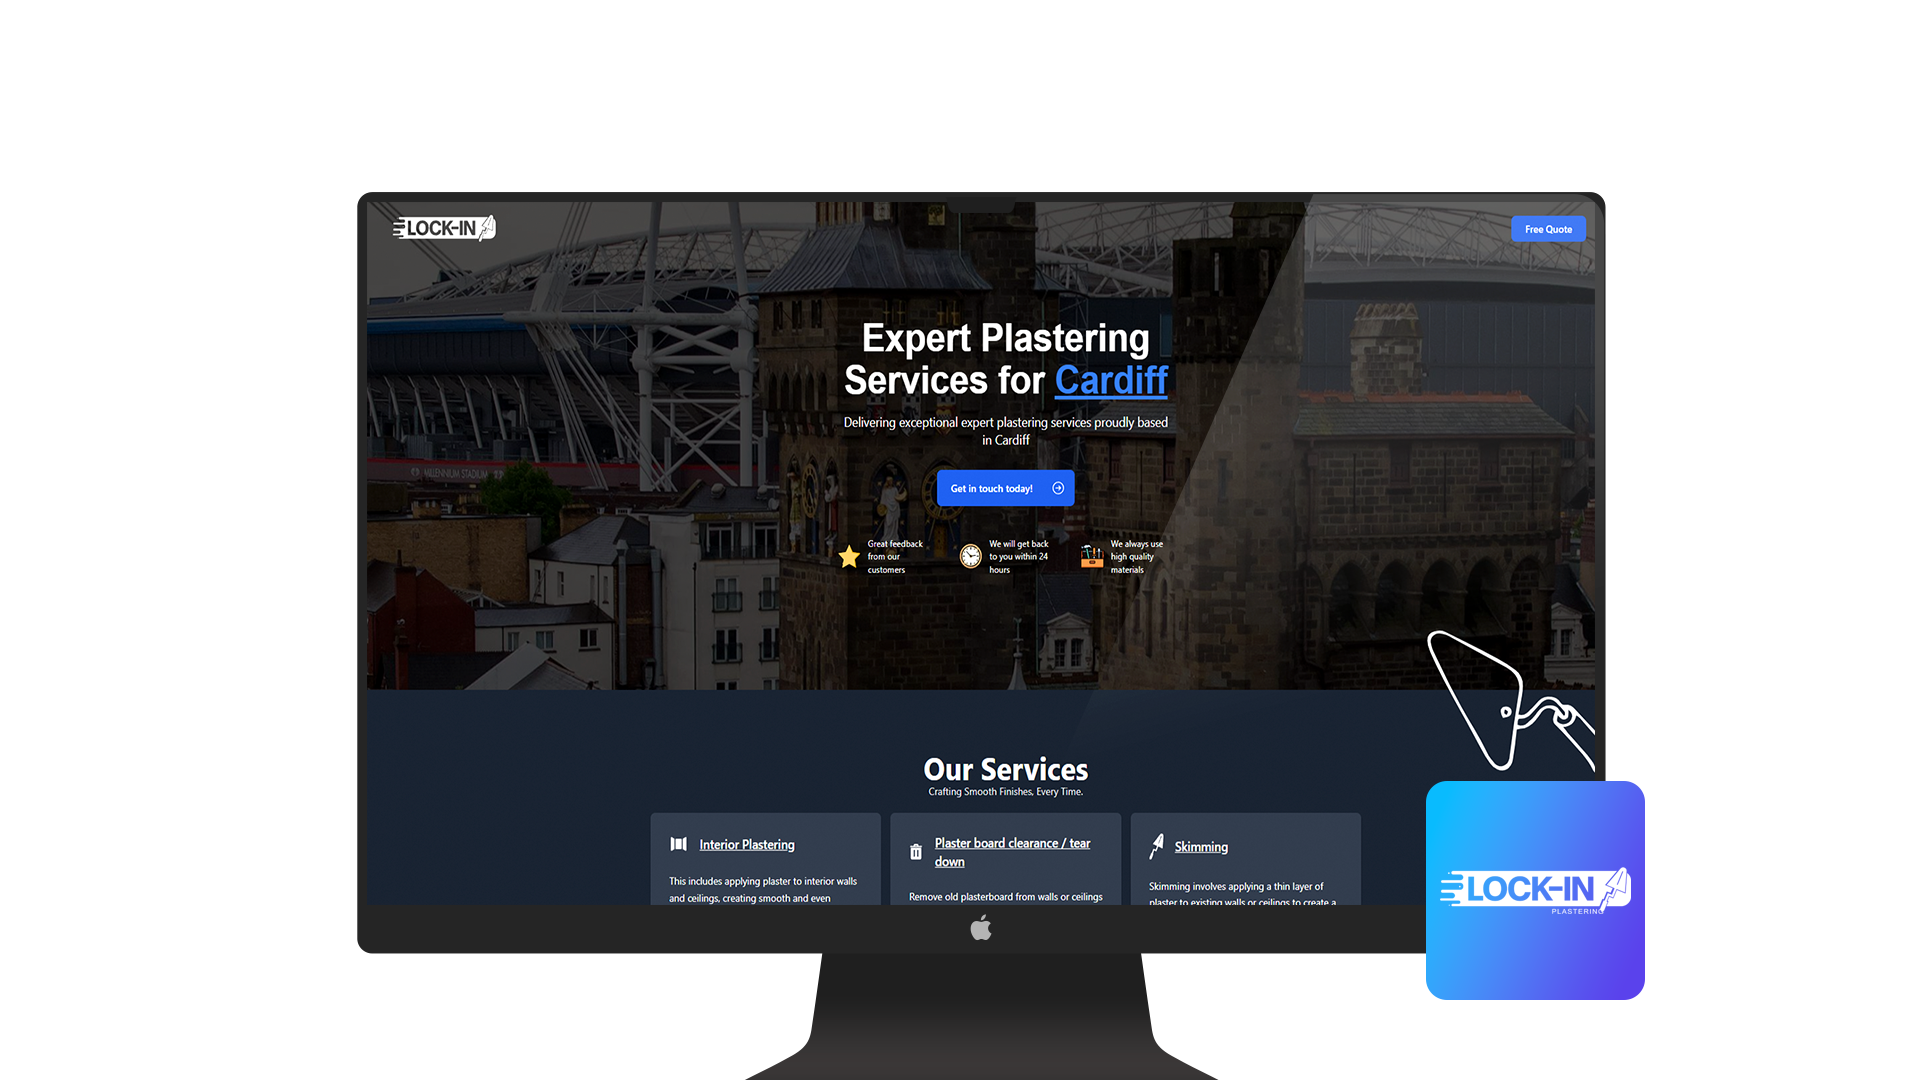 LOCK-IN
Free Quote
Expert Plastering
Services for Cardiff
Delivering exceptional expert plastering services proudly based
in Cardiff
Get in touch today!
Great feedback
from our
customers
We will get back
to you within 24
hours
We always use
high quality
materials
MILLENNIUM STADIUM
Our Services
Crafting Smooth Finishes, Every Time.
Interior Plastering
This includes applying plaster to interior walls
and ceilings, creating smooth and even
Plaster board clearance / tear
down
Remove old plasterboard from walls or ceilings
Skimming
Skimming involves applying a thin layer of
plaster to existing walls or ceilings to create a
LOCK-IN
PLASTERING